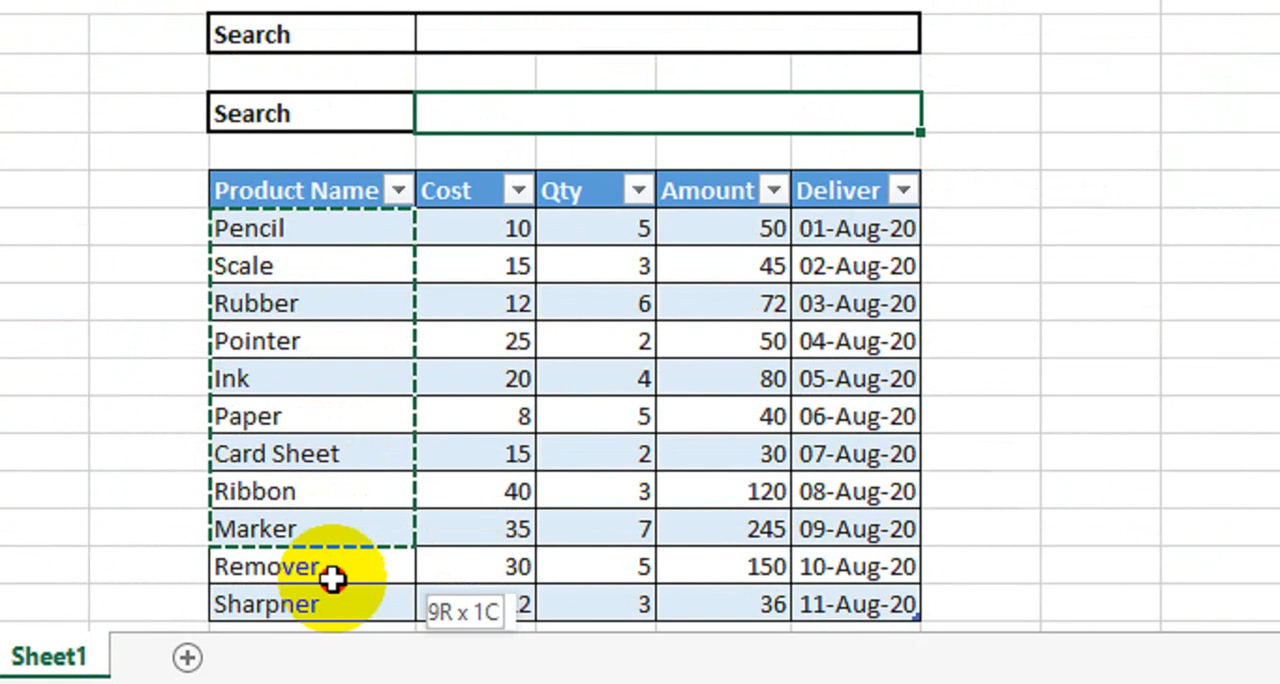 Search
Search
Product Name Cost Qty Amount Deliver
Pencil 10 5 50 01-Aug-20
Scale 15 3 45 02-Aug-20
Rubber 12 6 72 03-Aug-20
Pointer 25 2 50 04-Aug-20
Ink 20 4 80 05-Aug-20
Paper 8 5 40 06-Aug-20
Card Sheet 15 2 30 07-Aug-20
Ribbon 40 3 120 08-Aug-20
Marker 35 7 245 09-Aug-20
Remover 30 5 150 10-Aug-20
Sharpner 2 3 36 11-Aug-20
9R x 1C
Sheet1